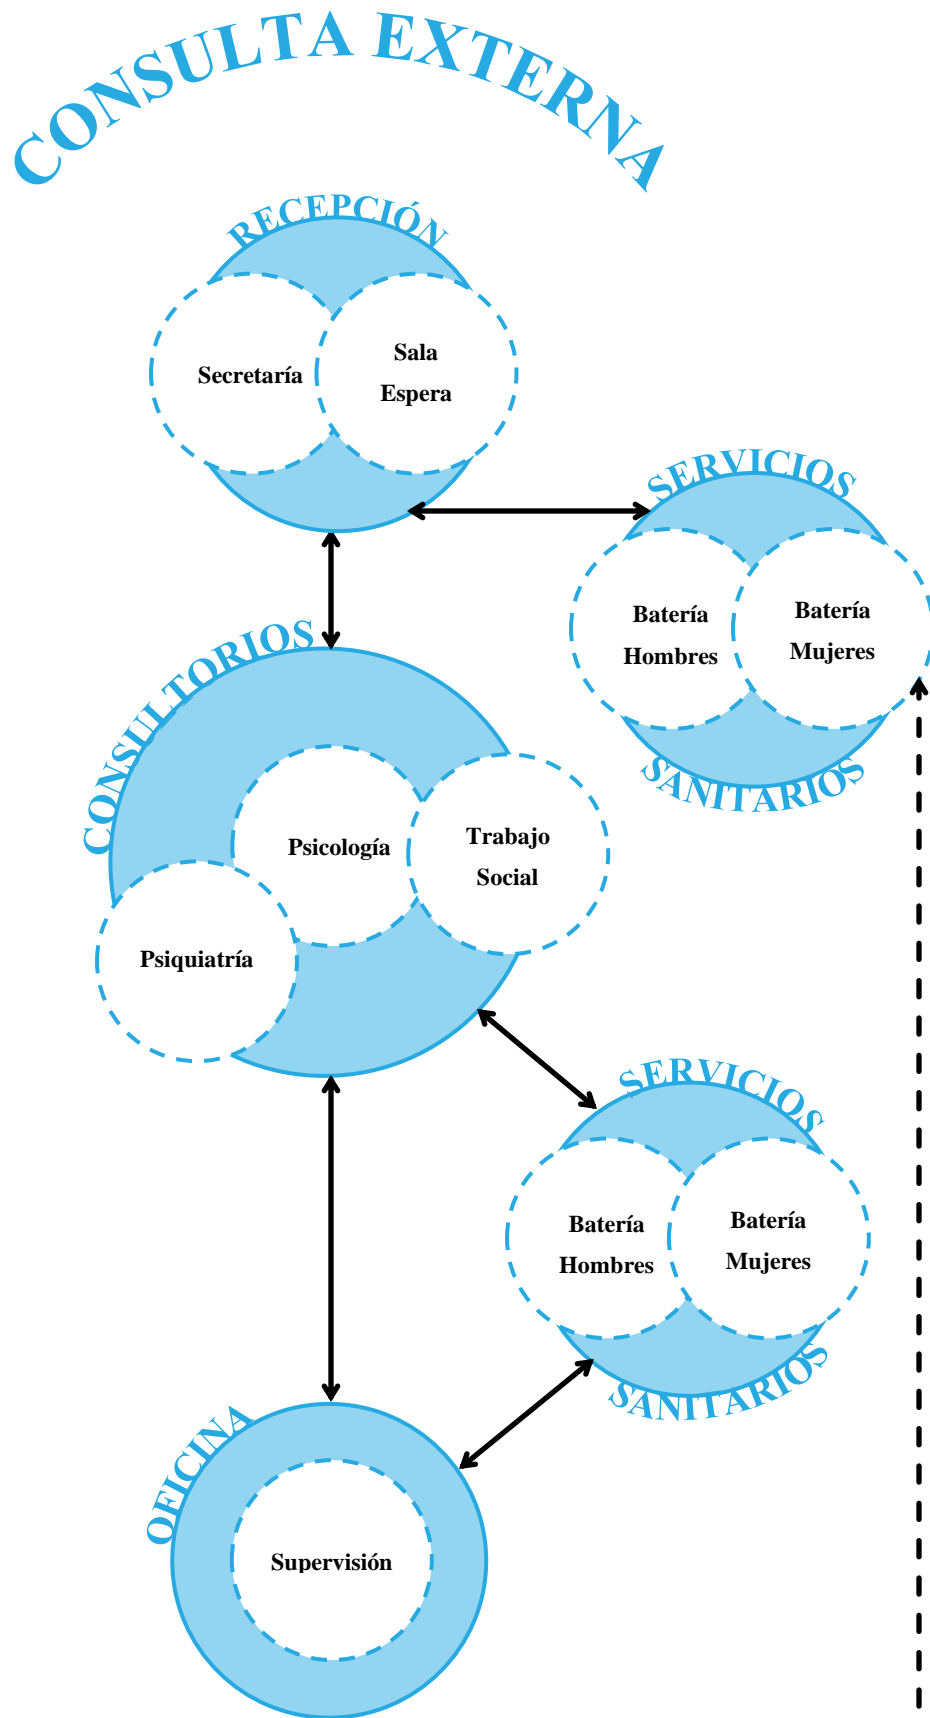 CONSULTA EXTERNA
RECEPCIÓN
Secretaría
Sala
Espera
SERVICIOS
Batería
Hombres
Batería
Mujeres
SANITARIOS
CONSULTORIOS
Psicología
Trabajo
Social
Psiquiatría
SERVICIOS
Batería
Hombres
Batería
Mujeres
SANITARIOS
OFICINA
Supervisión